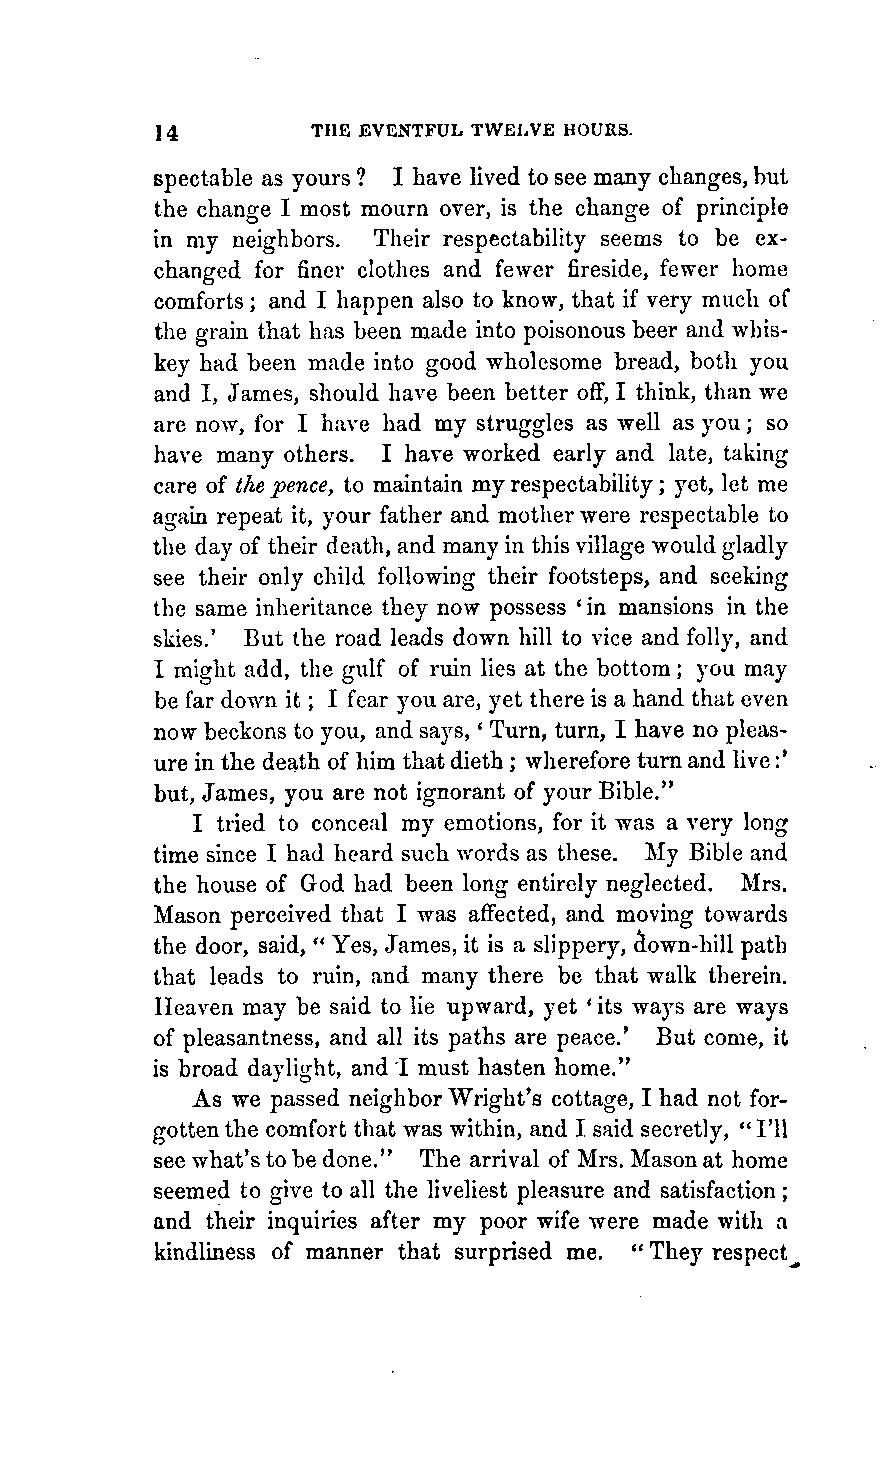 14 THE EVENTFUL TWELVE HOURS.
spectable as yours? I have lived to see many changes, but
the change I most mourn over, is the change of principle
in my neighbors. Their respectability seems to be ex-
changed for finer clothes and fewer fireside, fewer home
comforts; and I happen also to know, that if very much of
the grain that has been made into poisonous beer and whis-
key had been made into good wholesome bread, both you
and I, James, should have been better off, I think, than we
are now, for I have had my struggles as well as you; so
have many others. I have worked early and late, taking
care of the pence, to maintain my respectability; yet, let me
again repeat it, your father and mother were respectable to
the day of their death, and many in this village would gladly
see their only child following their footsteps, and seeking
the same inheritance they now possess ‘in mansions in the
skies.’ But the road leads down hill to vice and folly, and
I might add, the gulf of ruin lies at the bottom; you may
be far down it; I fear you are, yet there is a hand that even
now beckons to you, and says, ‘Turn, turn, I have no pleas-
ure in the death of him that dieth; wherefore turn and live:’
but, James, you are not ignorant of your Bible.”
I tried to conceal my emotions, for it was a very long
time since I had heard such words as these. My Bible and
the house of God had been long entirely neglected. Mrs.
Mason perceived that I was affected, and moving towards
the door, said, “Yes, James, it is a slippery, down-hill path
that leads to ruin, and many there be that walk therein.
Heaven may be said to lie upward, yet ‘its ways are ways
of pleasantness, and all its paths are peace.’ But come, it
is broad daylight, and I must hasten home.”
As we passed neighbor Wright’s cottage, I had not for-
gotten the comfort that was within, and I said secretly, “I’ll
see what’s to be done.” The arrival of Mrs. Mason at home
seemed to give to all the liveliest pleasure and satisfaction;
and their inquiries after my poor wife were made with a
kindliness of manner that surprised me. “They respect